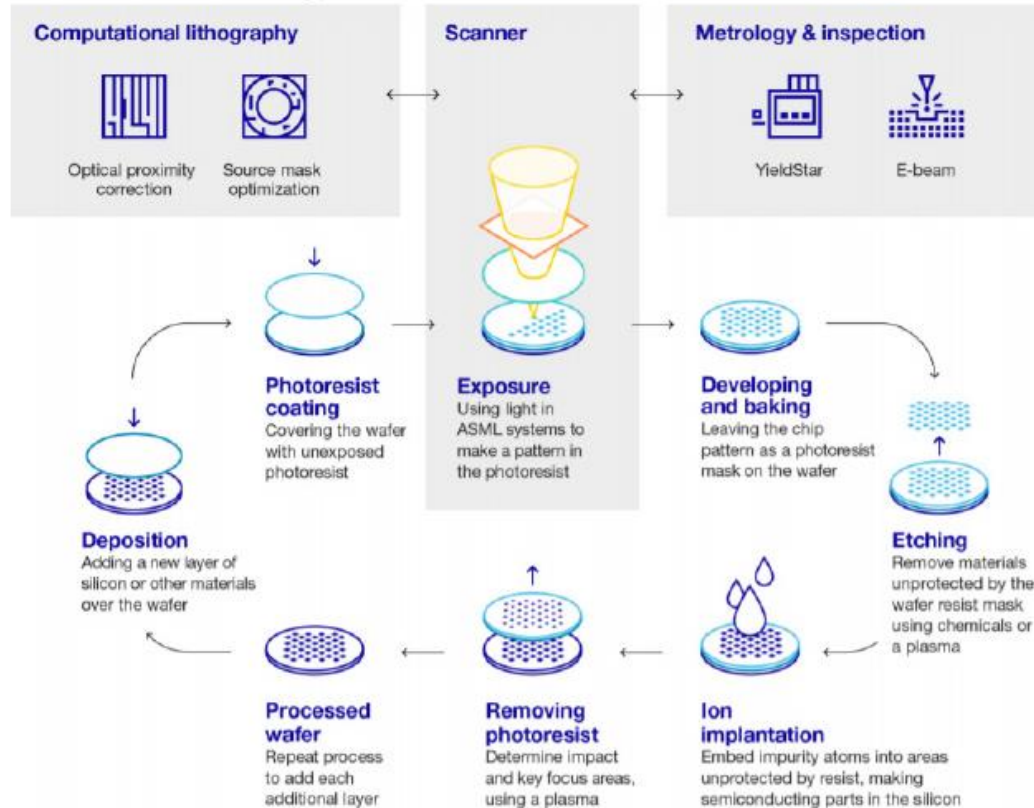 Computational lithography
Scanner
Metrology & inspection
Optical proximity
correction
Source mask
optimization
YieldStar
E-beam
Photoresist
coating
Covering the wafer
with unexposed
photoresist
Exposure
Using light in
ASML systems to
make a pattern in
the photoresist
Developing
and baking
Leaving the chip
pattern as a photoresist
mask on the wafer
Etching
Remove materials
unprotected by the
wafer resist mask
using chemicals or
a plasma
Ion
implantation
Embed impurity atoms into areas
unprotected by resist, making
semiconducting parts in the silicon
Removing
photoresist
Determine impact
and key focus areas,
using a plasma
Processed
wafer
Repeat process
to add each
additional layer
Deposition
Adding a new layer of
silicon or other materials
over the wafer